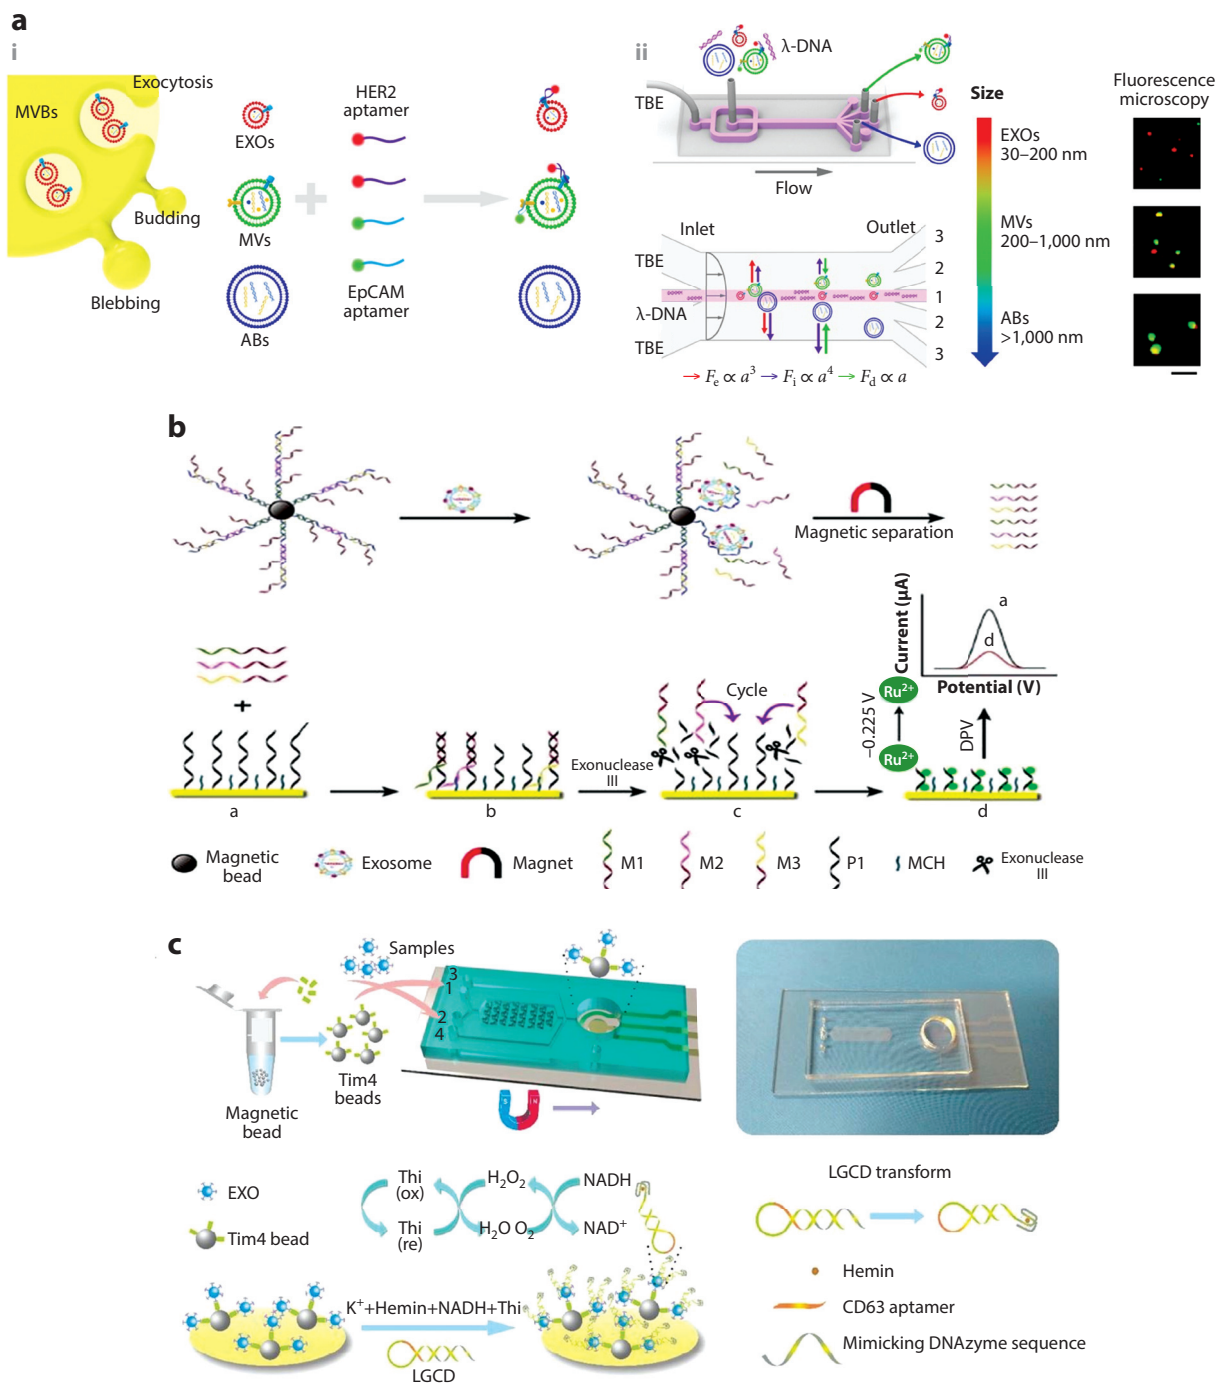 a
i
MVBs
Exocytosis
Budding
Blebbing
EXOs
MVs
ABs
HER2
aptamer
EpCAM
aptamer
ii
λ-DNA
TBE
Flow
Size
EXOs
30–200 nm
MVs
200–1,000 nm
ABs
>1,000 nm
Fluorescence
microscopy
Inlet
Outlet
TBE
λ-DNA
TBE
3
2
1
2
3
→ Fe ∝ a³ → Fi ∝ a⁴ → Fd ∝ a
b
Magnetic separation
Current (μA)
a
d
Potential (V)
+
a
b
Exonuclease
III
Cycle
c
Ru²⁺
–0.225 V
Ru²⁺
DPV
d
Magnetic
bead
Exosome
Magnet
M1
M2
M3
P1
MCH
Exonuclease
III
c
Samples
3
1
2
4
Magnetic
bead
Tim4
beads
S N
EXO
Tim4 bead
Thi
(ox)
H₂O₂
NADH
Thi
(re)
H₂O O₂
NAD⁺
K⁺+Hemin+NADH+Thi
LGCD
LGCD transform
Hemin
CD63 aptamer
Mimicking DNAzyme sequence